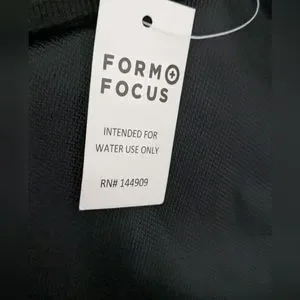 FORM
FOCUS
INTENDED FOR
WATER USE ONLY
RN# 144909